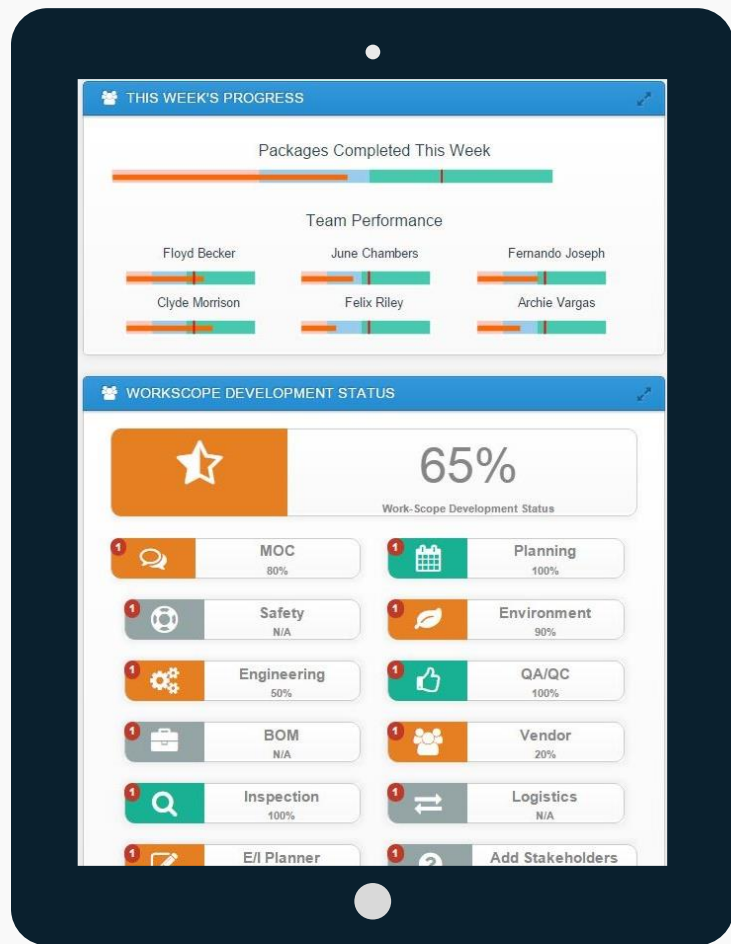 THIS WEEK'S PROGRESS
Packages Completed This Week
Team Performance
Floyd Becker
June Chambers
Fernando Joseph
Clyde Morrison
Felix Riley
Archie Vargas
WORKSCOPE DEVELOPMENT STATUS
65%
Work-Scope Development Status
1
MOC
80%
1
Planning
100%
1
Safety
N/A
1
Environment
90%
1
Engineering
50%
1
QA/QC
100%
1
BOM
N/A
1
Vendor
20%
1
Inspection
100%
1
Logistics
N/A
1
E/I Planner
1
Add Stakeholders